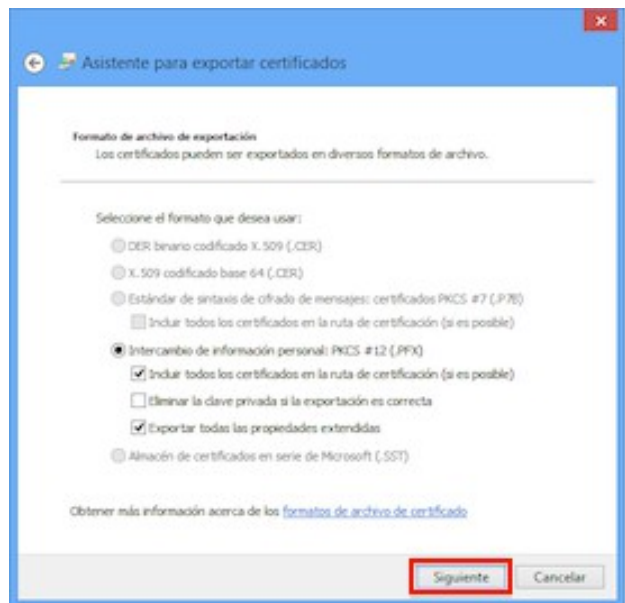 Asistente para exportar certificados
Formato de archivo de exportación
Los certificados pueden ser exportados en diversos formatos de archivo.
Seleccione el formato que desea usar:
DER binario codificado X.509 (.CER)
X.509 codificado base 64 (.CER)
Estándar de sintaxis de cifrado de mensajes: certificados PKCS #7 (.P7B)
Incluir todos los certificados en la ruta de certificación (si es posible)
Intercambio de información personal: PKCS #12 (.PFX)
Incluir todos los certificados en la ruta de certificación (si es posible)
Eliminar la clave privada si la exportación es correcta
Exportar todas las propiedades extendidas
Almacén de certificados en serie de Microsoft (.SST)
Obtener más información acerca de los formatos de archivo de certificado
Siguiente Cancelar